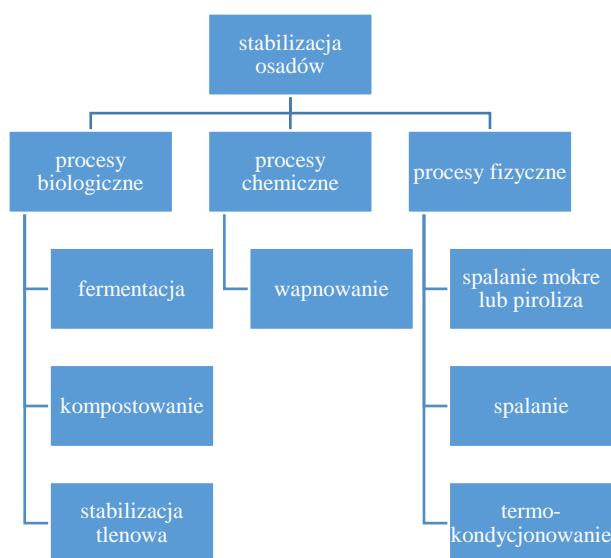 stabilizacja
osadów
procesy
biologiczne
procesy
chemiczne
procesy fizyczne
fermentacja
wapnowanie
spalanie mokre
lub piroliza
kompostowanie
spalanie
stabilizacja
tlenowa
termo-
kondycjonowanie